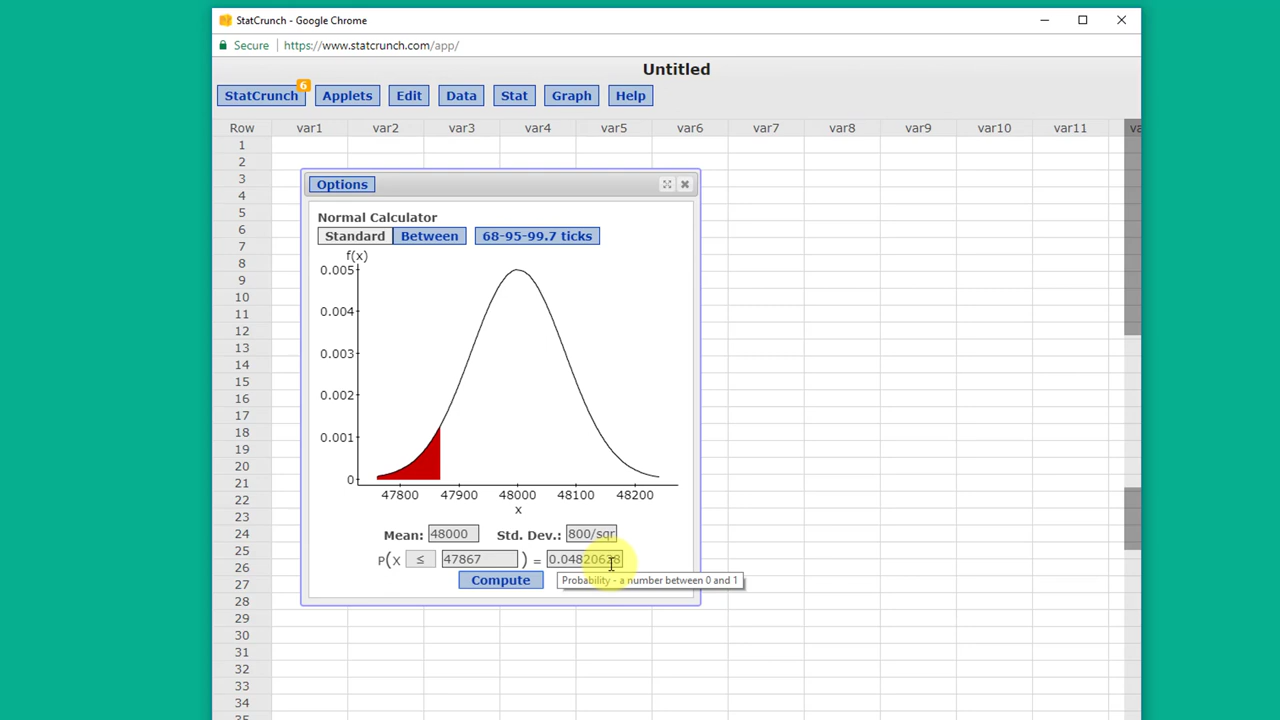 StatCrunch - Google Chrome
Secure https://www.statcrunch.com/app/
Untitled
StatCrunch 6 Applets Edit Data Stat Graph Help
Row var1 var2 var3 var4 var5 var6 var7 var8 var9 var10 var11 va
1
2
3
4
5
6
7
8
9
10
11
12
13
14
15
16
17
18
19
20
21
22
23
24
25
26
27
28
29
30
31
32
33
34
35
Options
Normal Calculator
Standard Between 68-95-99.7 ticks
f(x)
0.005
0.004
0.003
0.002
0.001
0
47800 47900 48000 48100 48200
x
Mean: 48000 Std. Dev.: 800/sqr
P(X ≤ 47867 ) = 0.04820628
Compute
Probability - a number between 0 and 1